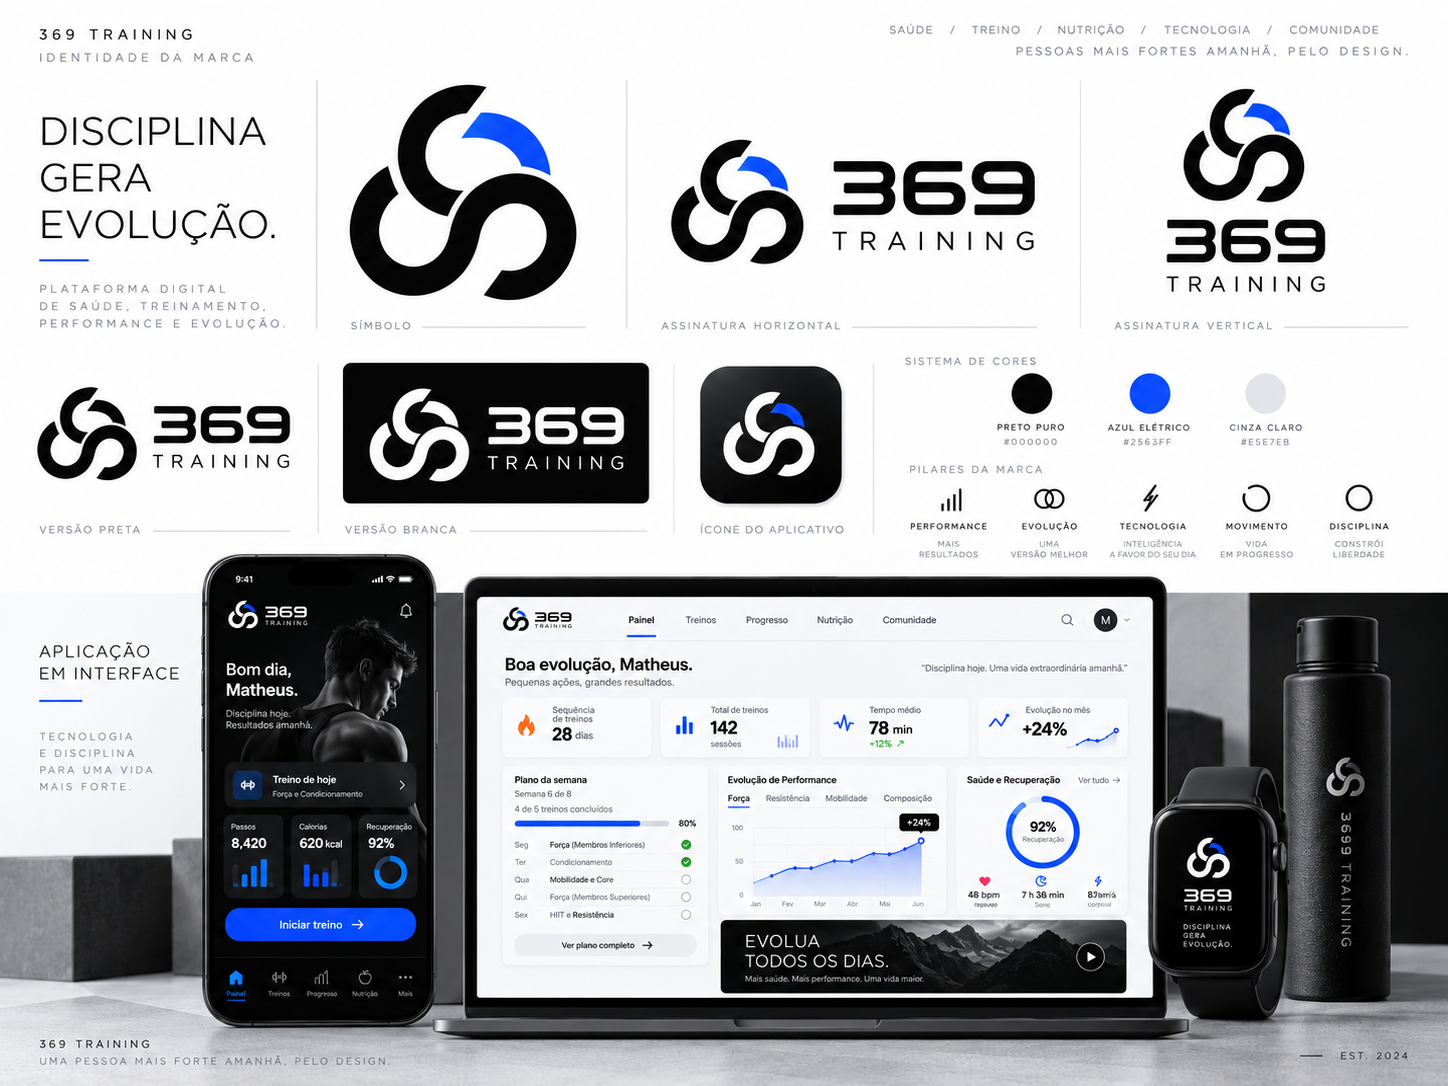 369 TRAINING
IDENTIDADE DA MARCA
SAÚDE / TREINO / NUTRIÇÃO / TECNOLOGIA / COMUNIDADE
PESSOAS MAIS FORTES AMANHÃ, PELO DESIGN.
DISCIPLINA
GERA
EVOLUÇÃO.
PLATAFORMA DIGITAL
DE SAÚDE, TREINAMENTO,
PERFORMANCE E EVOLUÇÃO.
SÍMBOLO
369
TRAINING
ASSINATURA HORIZONTAL
369
TRAINING
ASSINATURA VERTICAL
369
TRAINING
VERSÃO PRETA
369
TRAINING
VERSÃO BRANCA
ÍCONE DO APLICATIVO
SISTEMA DE CORES
PRETO PURO
#000000
AZUL ELÉTRICO
#2563FF
CINZA CLARO
#E5E7EB
PILARES DA MARCA
PERFORMANCE
MAIS
RESULTADOS
EVOLUÇÃO
UMA
VERSÃO MELHOR
TECNOLOGIA
INTELIGÊNCIA
A FAVOR DO SEU DIA
MOVIMENTO
VIDA
EM PROGRESSO
DISCIPLINA
CONSTRÓI
LIBERDADE
APLICAÇÃO
EM INTERFACE
TECNOLOGIA
E DISCIPLINA
PARA UMA VIDA
MAIS FORTE.
9:41
369
TRAINING
Bom dia,
Matheus.
Disciplina hoje.
Resultados amanhã.
Treino de hoje
Força e Condicionamento
Passos
8,420
Calorias
620 kcal
Recuperação
92%
Iniciar treino →
Painel
Treinos
Progresso
Nutrição
Mais
369
TRAINING
Painel
Treinos
Progresso
Nutrição
Comunidade
M
Boa evolução, Matheus.
Pequenas ações, grandes resultados.
"Disciplina hoje. Uma vida extraordinária amanhã."
Sequência
de treinos
28 dias
Total de treinos
142
sessões
Tempo médio
78 min
+12% ↗
Evolução no mês
+24%
Plano da semana
Semana 6 de 8
4 de 5 treinos concluídos
80%
Seg Força (Membros Inferiores)
Ter Condicionamento
Qua Mobilidade e Core
Qui Força (Membros Superiores)
Sex HIIT e Resistência
Ver plano completo →
Evolução de Performance
Força Resistência Mobilidade Composição
+24%
100
50
0
Jan Fev Mar Abr Mai Jun
Saúde e Recuperação
Ver tudo →
92%
Recuperação
48 bpm
7 h 36 min
Sono
EVOLUA
TODOS OS DIAS.
Mais saúde. Mais performance. Uma vida maior.
369
TRAINING
DISCIPLINA
GERA
EVOLUÇÃO.
3699 TRAINING
369 TRAINING
UMA PESSOA MAIS FORTE AMANHÃ, PELO DESIGN.
EST. 2024